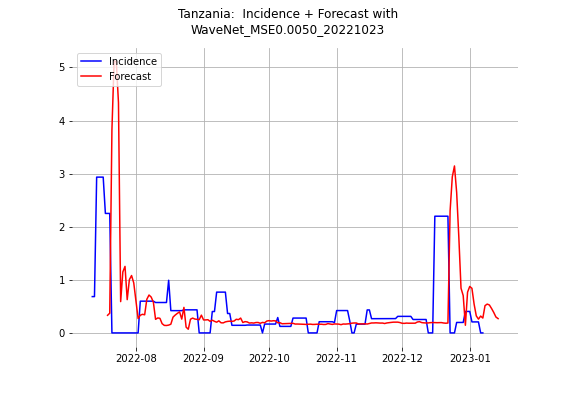 Tanzania:  Incidence + Forecast with
WaveNet_MSE0.0050_20221023
Incidence
Forecast
5
4
3
2
1
0
2022-08 2022-09 2022-10 2022-11 2022-12 2023-01